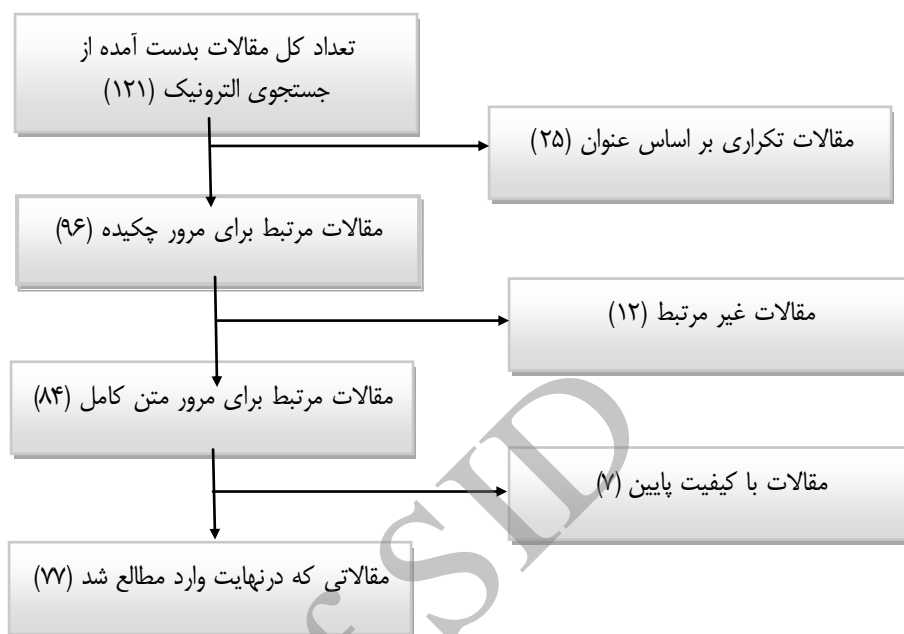 تعداد کل مقالات بدست آمده از
جستجوی الترونیک (۱۲۱)
مقالات تکراری بر اساس عنوان (۲۵)
مقالات مرتبط برای مرور چکیده (۹۶)
مقالات غیر مرتبط (۱۲)
مقالات مرتبط برای مرور متن کامل (۸۴)
مقالات با کیفیت پایین (۷)
مقالاتی که درنهایت وارد مطالع شد (۷۷)
f SID